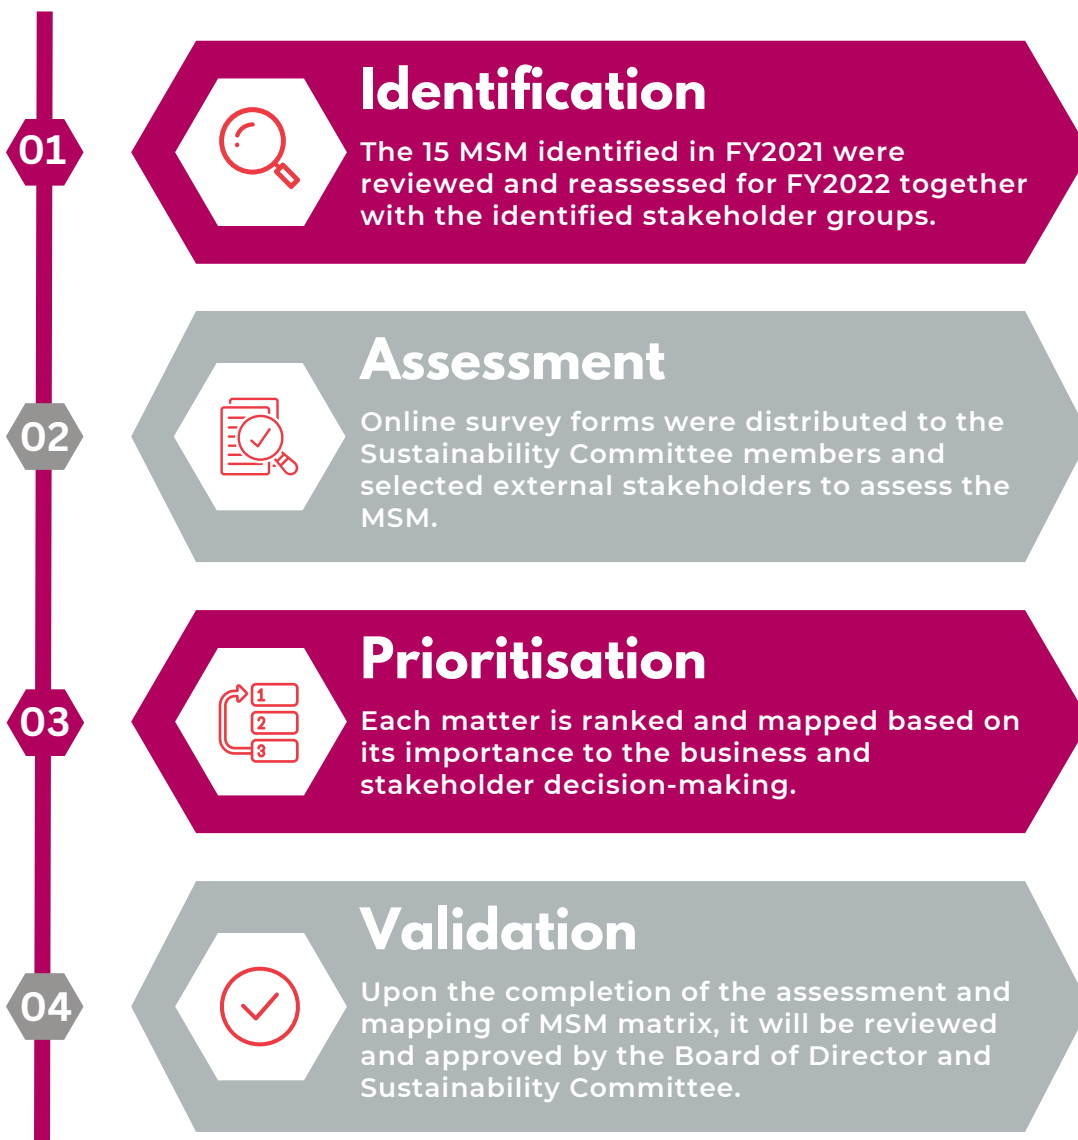 01
Identification
The 15 MSM identified in FY2021 were
reviewed and reassessed for FY2022 together
with the identified stakeholder groups.
02
Assessment
Online survey forms were distributed to the
Sustainability Committee members and
selected external stakeholders to assess the
MSM.
03
1
2
3
Prioritisation
Each matter is ranked and mapped based on
its importance to the business and
stakeholder decision-making.
04
Validation
Upon the completion of the assessment and
mapping of MSM matrix, it will be reviewed
and approved by the Board of Director and
Sustainability Committee.